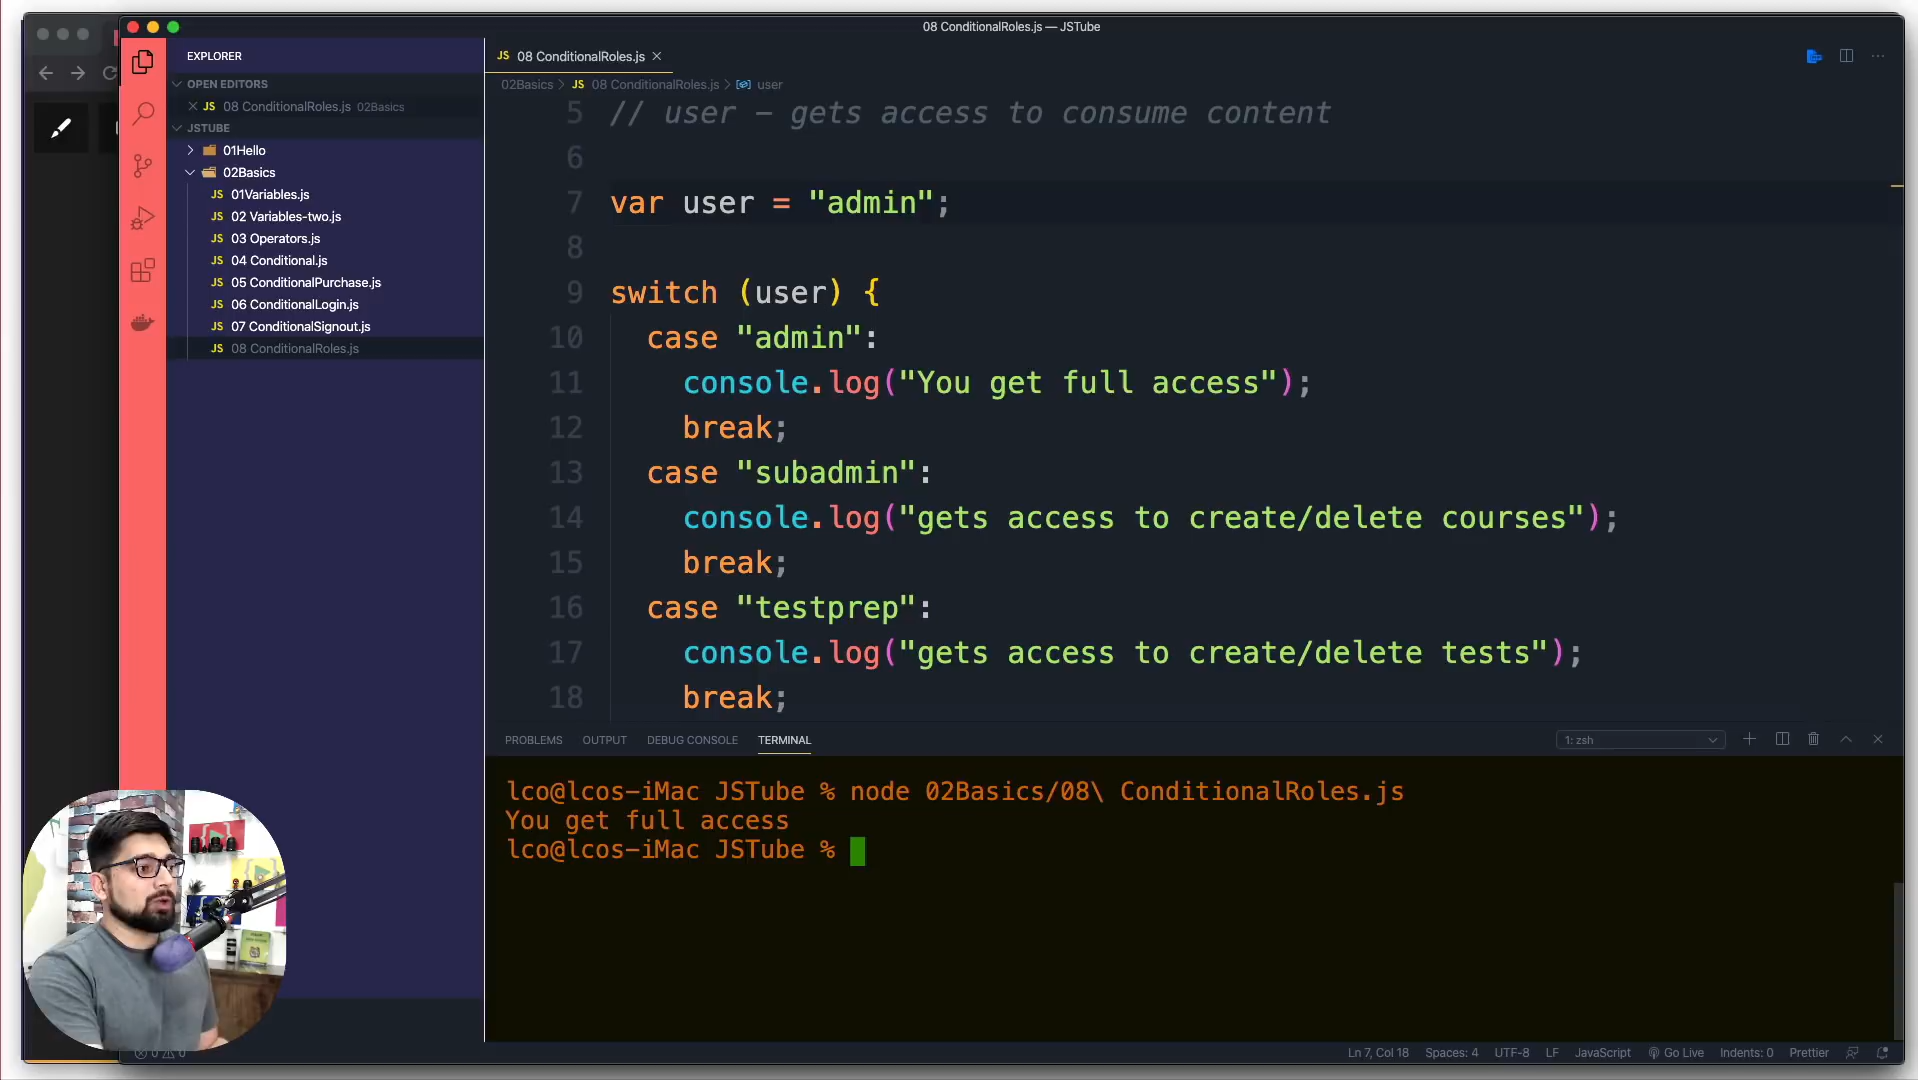 08 ConditionalRoles.js — JSTube
EXPLORER
OPEN EDITORS
JS 08 ConditionalRoles.js 02Basics
JSTUBE
01Hello
02Basics
JS 01Variables.js
JS 02 Variables-two.js
JS 03 Operators.js
JS 04 Conditional.js
JS 05 ConditionalPurchase.js
JS 06 ConditionalLogin.js
JS 07 ConditionalSignout.js
JS 08 ConditionalRoles.js
JS 08 ConditionalRoles.js
02Basics > JS 08 ConditionalRoles.js > user
5 // user – gets access to consume content
6
7 var user = "admin";
8
9 switch (user) {
10 case "admin":
11 console.log("You get full access");
12 break;
13 case "subadmin":
14 console.log("gets access to create/delete courses");
15 break;
16 case "testprep":
17 console.log("gets access to create/delete tests");
18 break;
PROBLEMS OUTPUT DEBUG CONSOLE TERMINAL 1: zsh
lco@lcos-iMac JSTube % node 02Basics/08\ ConditionalRoles.js
You get full access
lco@lcos-iMac JSTube %
0 0 Ln 7, Col 18 Spaces: 4 UTF-8 LF JavaScript Go Live Indents: 0 Prettier